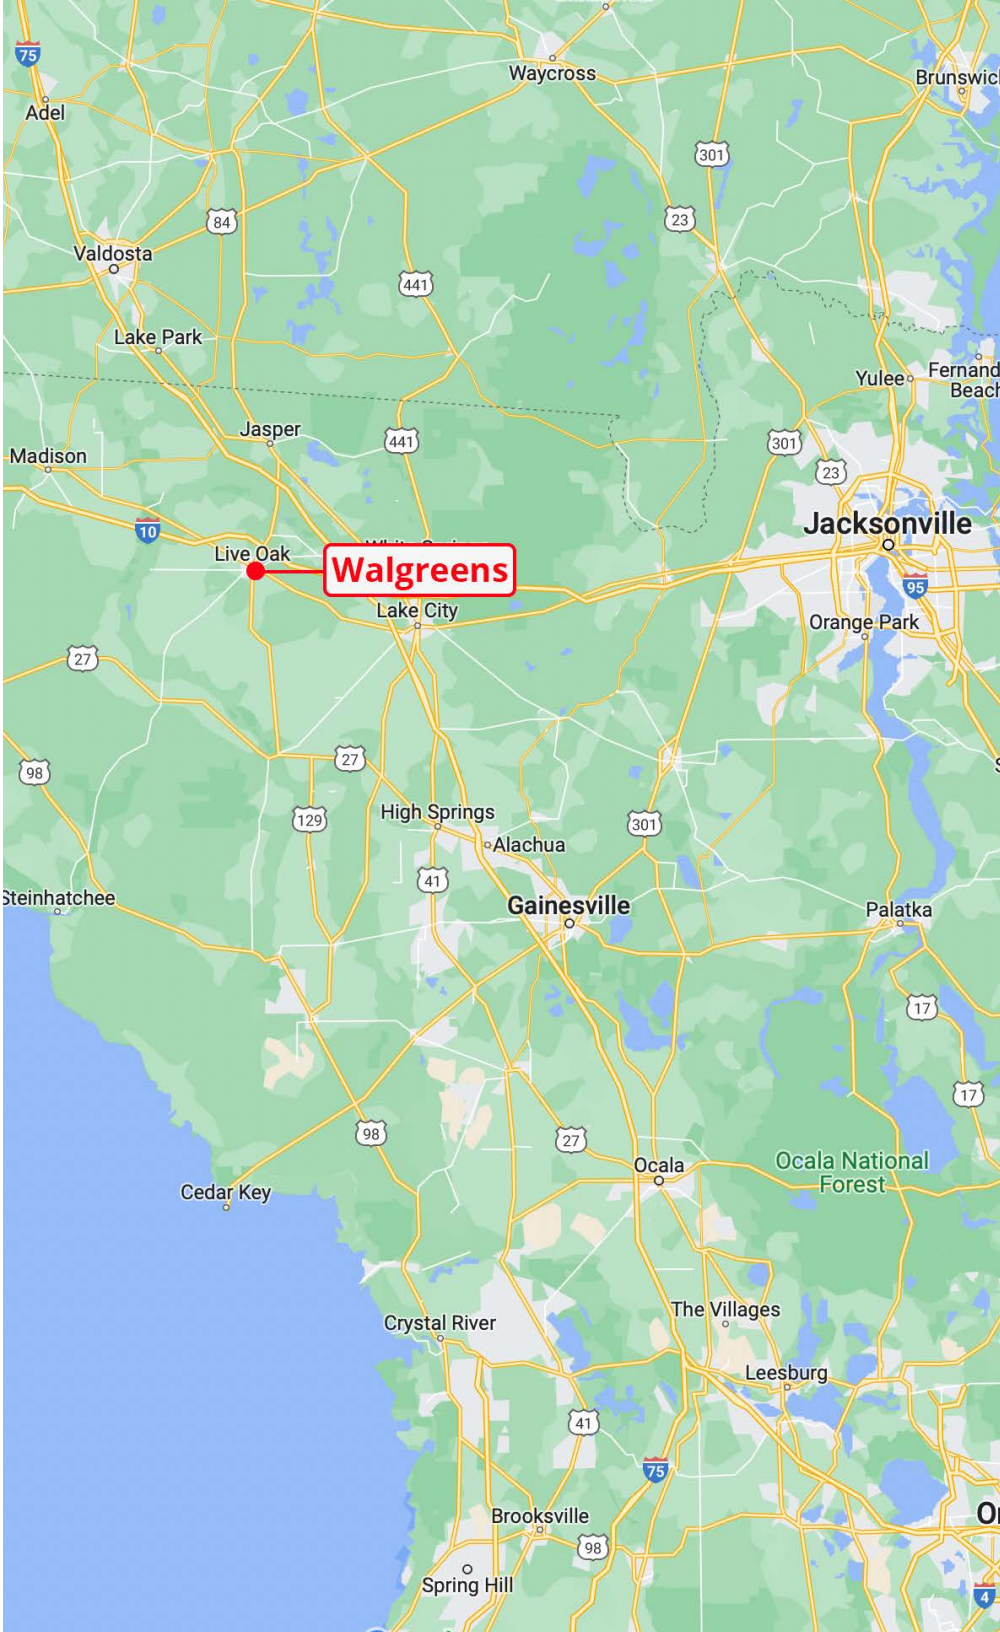 75
Waycross
Brunswick
Adel
301
84
23
Valdosta
441
Lake Park
Yulee
Fernand
Beach
Jasper
441
301
Madison
23
10
Jacksonville
Live Oak
Walgreens
95
Lake City
Orange Park
27
27
98
High Springs
129
301
Alachua
41
Steinhatchee
Gainesville
Palatka
17
17
98
27
Ocala National
Forest
Ocala
Cedar Key
The Villages
Crystal River
Leesburg
41
75
Brooksville
Or
98
Spring Hill
4